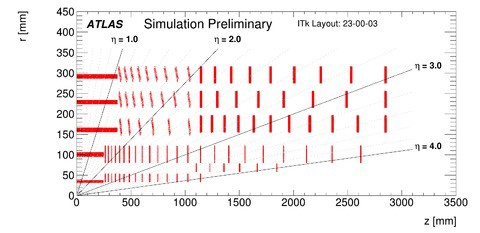 r [mm]
450
400
350
300
250
200
150
100
50
0
ATLAS Simulation Preliminary ITk Layout: 23-00-03
η = 1.0
η = 2.0
η = 3.0
η = 4.0
0 500 1000 1500 2000 2500 3000 3500
z [mm]